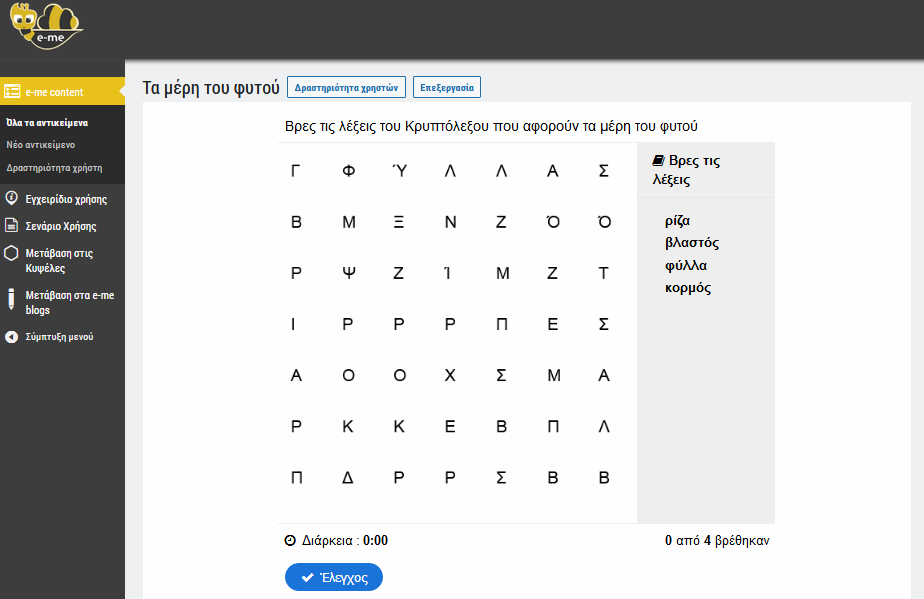 e-me
e-me content
Όλα τα αντικείμενα
Νέο αντικείμενο
Δραστηριότητα χρήστη
Εγχειρίδιο χρήσης
Σενάριο Χρήσης
Μετάβαση στις
Κυψέλες
Μετάβαση στα e-me
blogs
Σύμπτυξη μενού
Τα μέρη του φυτού Δραστηριότητα χρηστών Επεξεργασία
Βρες τις λέξεις του Κρυπτόλεξου που αφορούν τα μέρη του φυτού
Γ Φ Ύ Λ Λ Α Σ
Β Μ Ξ Ν Ζ Ό Ό
Ρ Ψ Ζ Ί Μ Ζ Τ
Ι Ρ Ρ Ρ Π Ε Σ
Α Ο Ο Χ Σ Μ Α
Ρ Κ Κ Ε Β Π Λ
Π Δ Ρ Ρ Σ Β Β
Βρες τις
λέξεις
ρίζα
βλαστός
φύλλα
κορμός
Διάρκεια : 0:00
0 από 4 βρέθηκαν
Έλεγχος